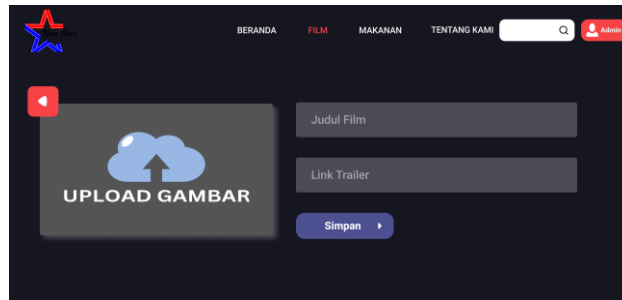 BERANDA
FILM
MAKANAN
TENTANG KAMI
Admin
Judul Film
Link Trailer
UPLOAD GAMBAR
Simpan